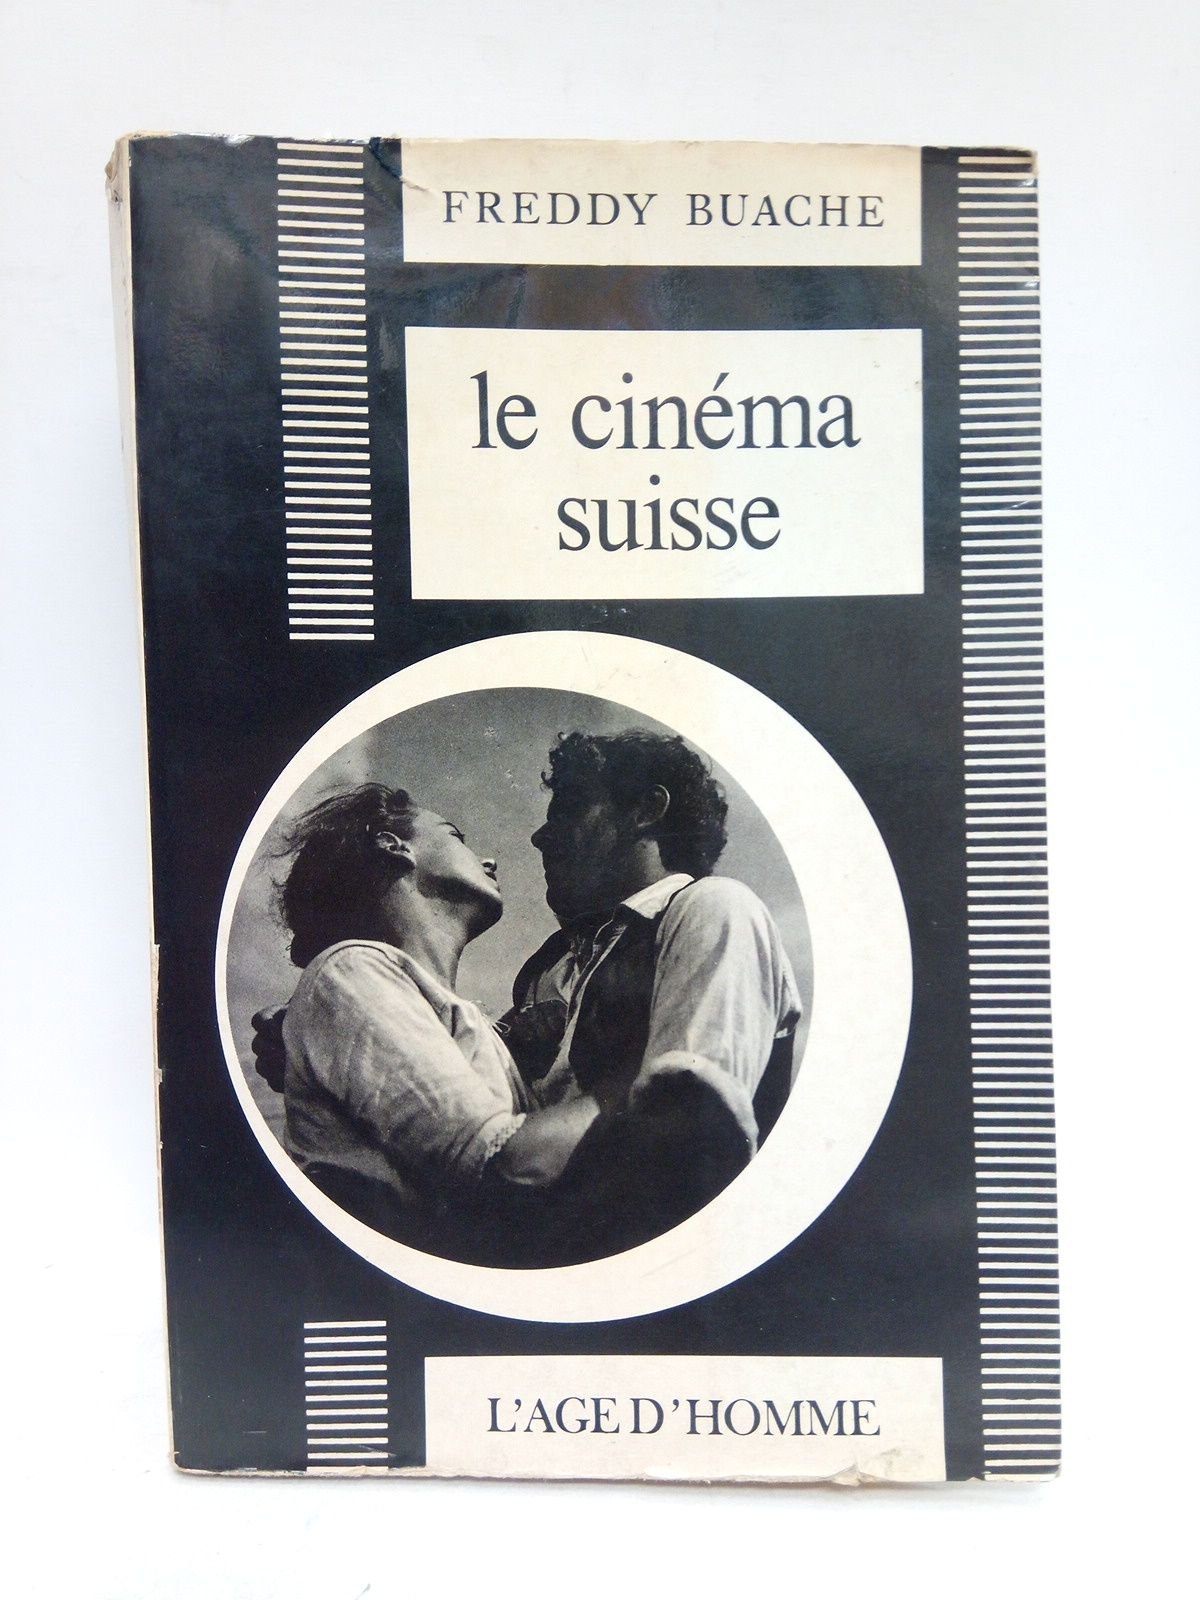 FREDDY BUACHE
le cinéma
suisse
L'AGE D'HOMME